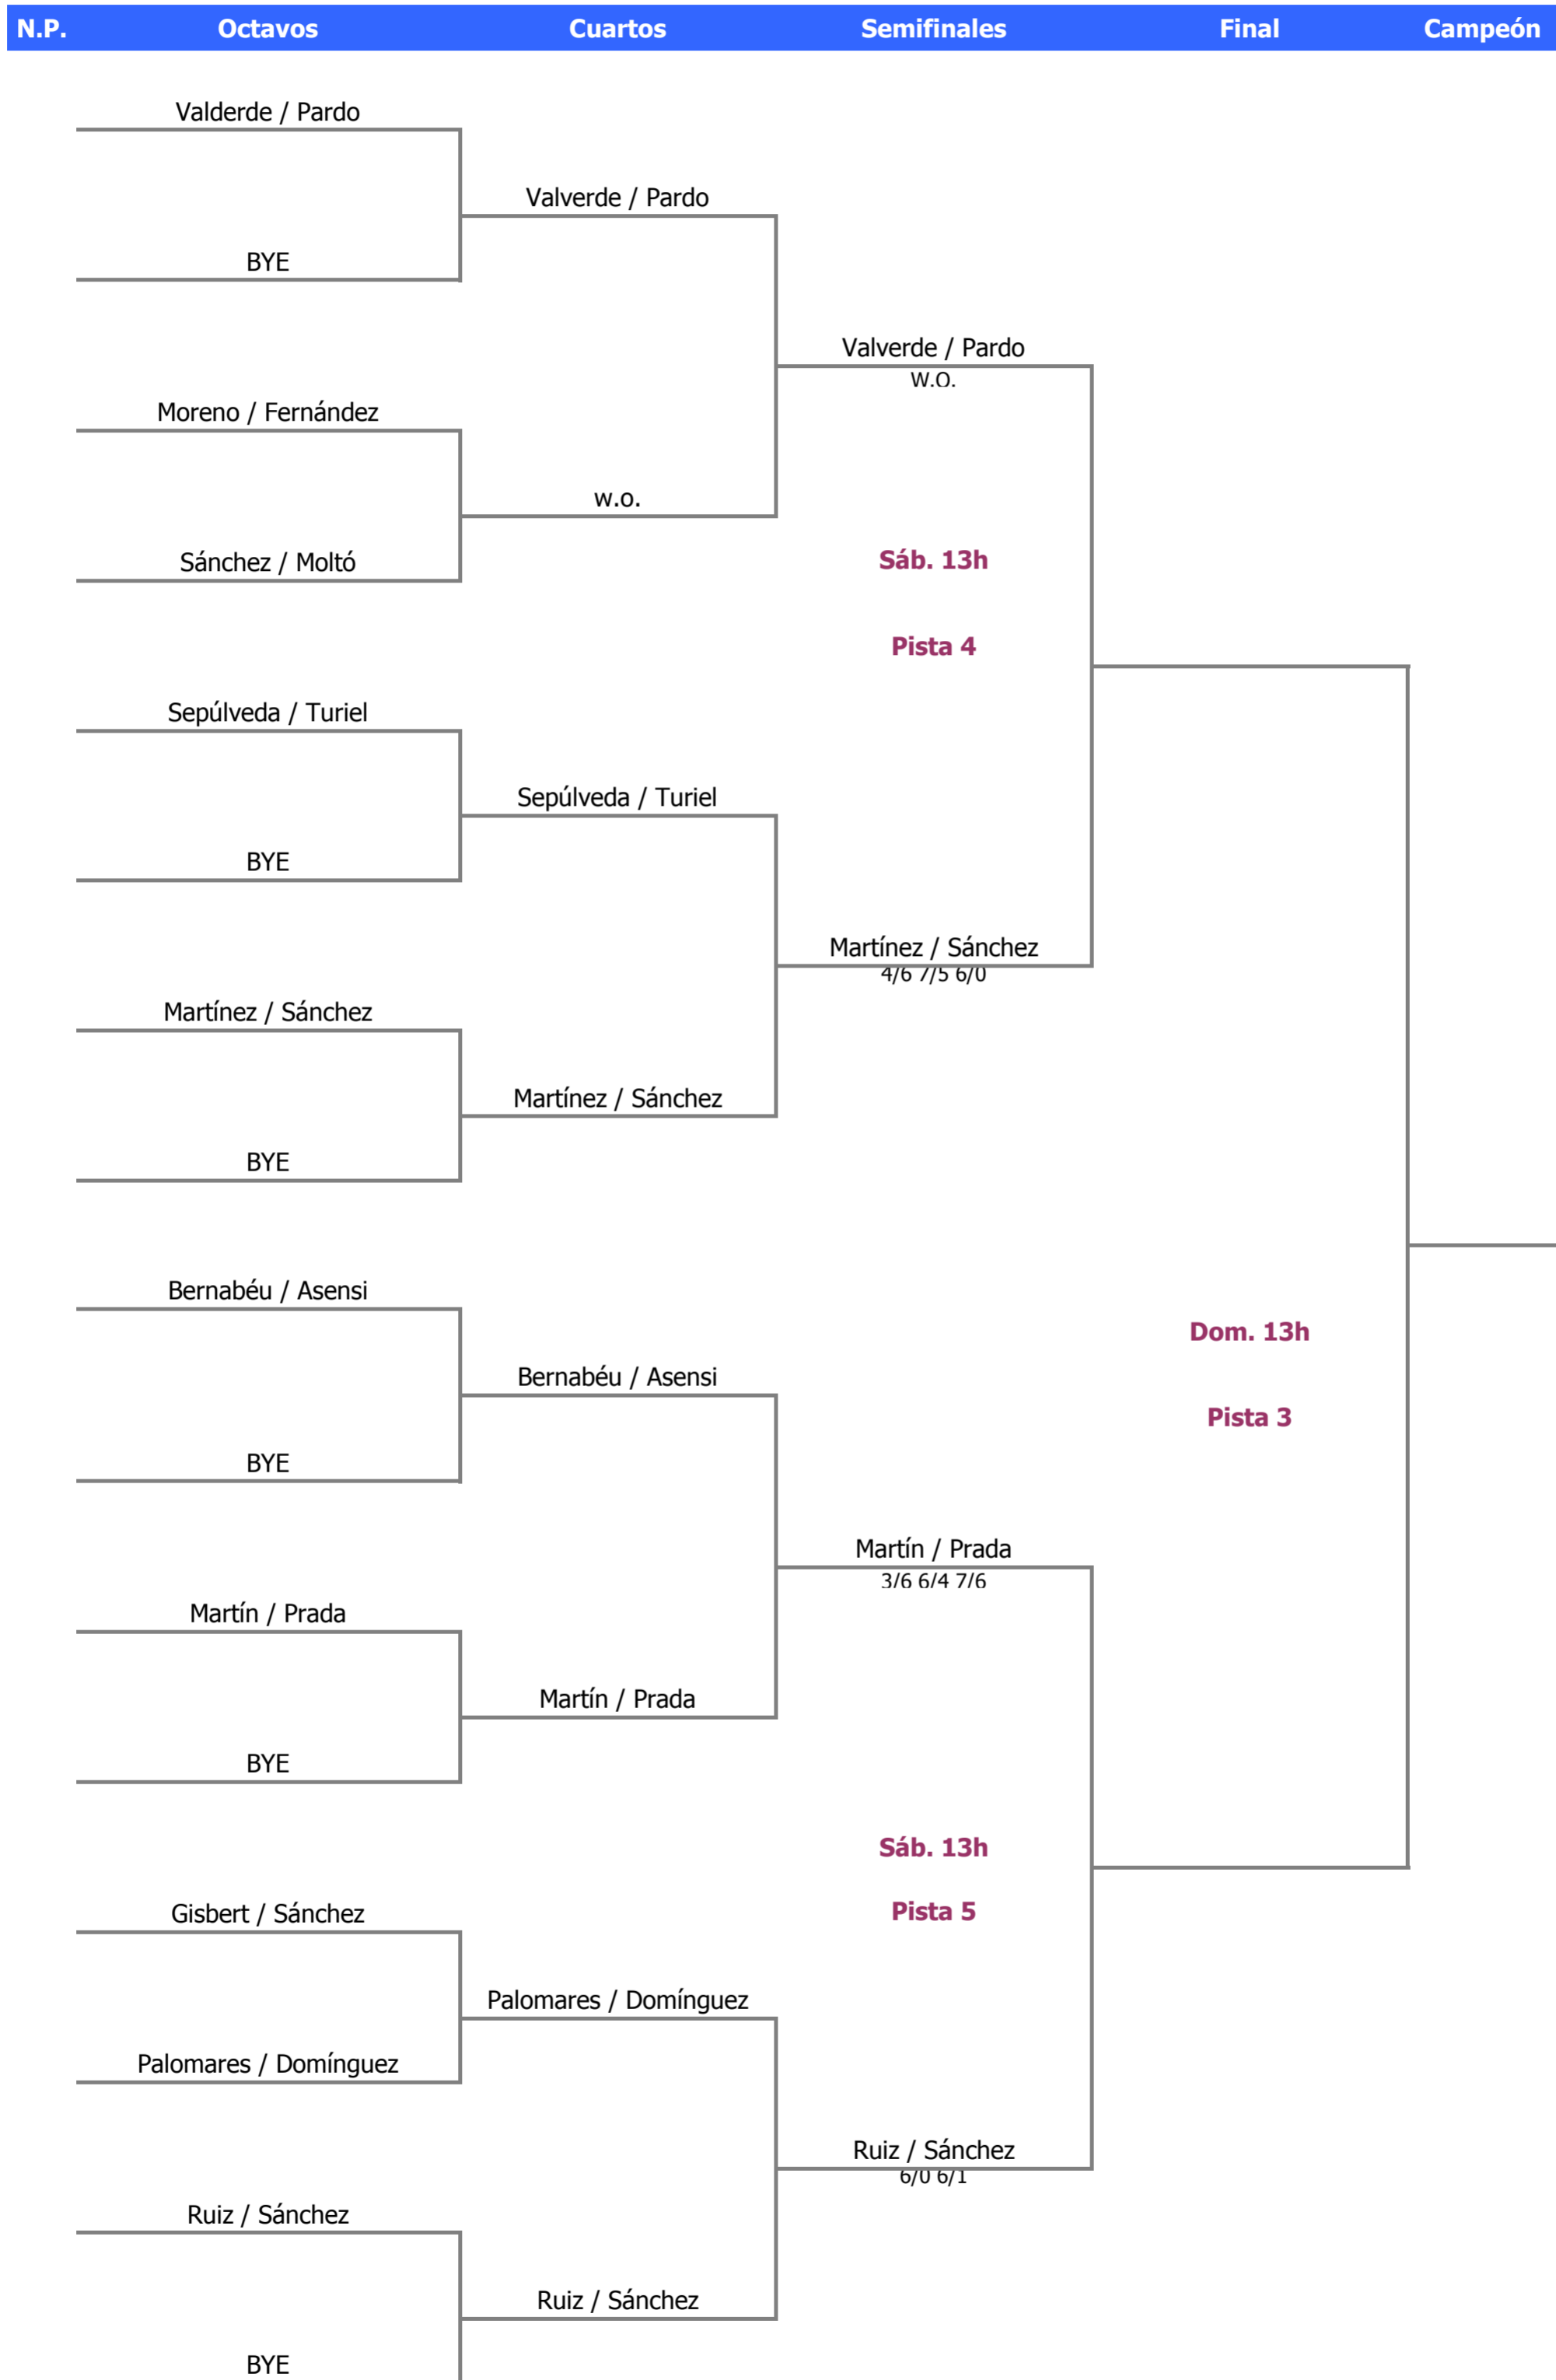 N.P. Octavos Cuartos Semifinales Final Campeón
Valderde / Pardo
Valverde / Pardo
BYE
Valverde / Pardo
W.O.
Moreno / Fernández
w.o.
Sánchez / Moltó
Sáb. 13h
Pista 4
Sepúlveda / Turiel
Sepúlveda / Turiel
BYE
Martínez / Sánchez
4/6 7/5 6/0
Martínez / Sánchez
Martínez / Sánchez
BYE
Bernabéu / Asensi
Dom. 13h
Bernabéu / Asensi
Pista 3
BYE
Martín / Prada
3/6 6/4 7/6
Martín / Prada
Martín / Prada
BYE
Sáb. 13h
Pista 5
Gisbert / Sánchez
Palomares / Domínguez
Palomares / Domínguez
Ruiz / Sánchez
6/0 6/1
Ruiz / Sánchez
Ruiz / Sánchez
BYE